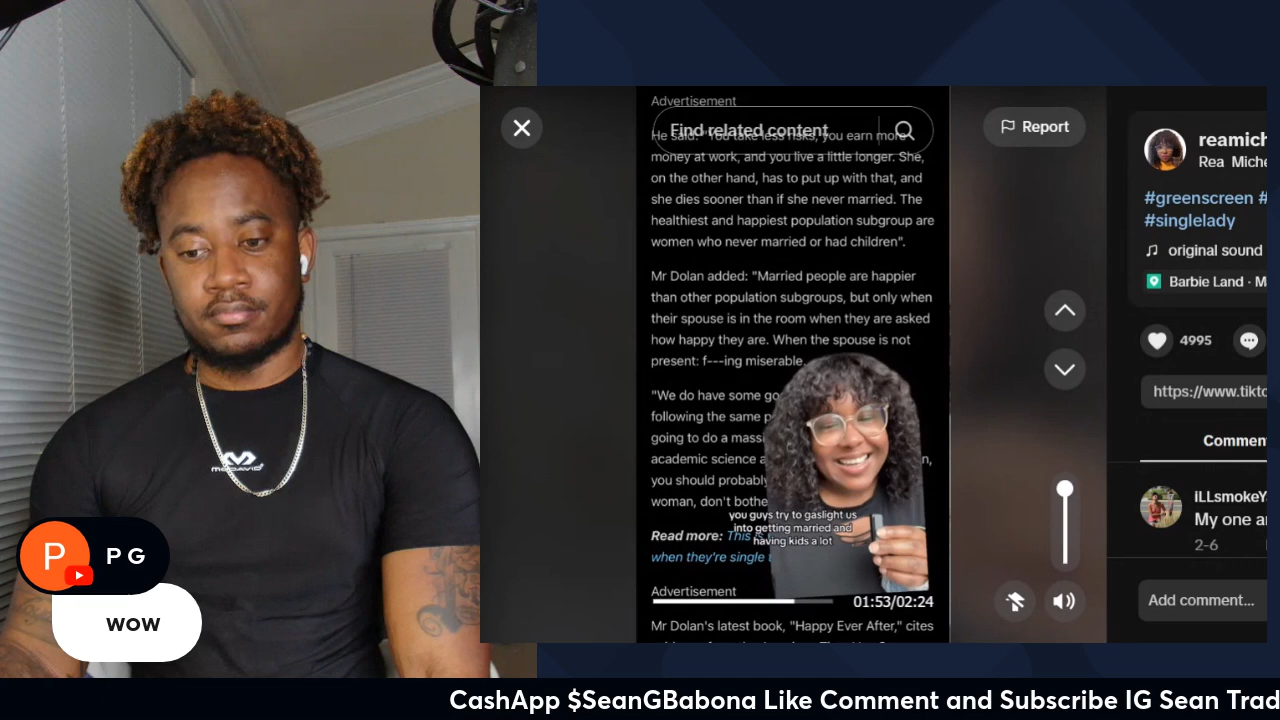 Advertisement
Find related content
He said: "You take less risks, you earn more
money at work, and you live a little longer. She,
on the other hand, has to put up with that, and
she dies sooner than if she never married. The
healthiest and happiest population subgroup are
women who never married or had children".
Mr Dolan added: "Married people are happier
than other population subgroups, but only when
their spouse is in the room when they are asked
how happy they are. When the spouse is not
present: f---ing miserable.
"We do have some go
following the same p
going to do a mass
academic science a n,
you should probably
woman, don't bothe
Read more: This is
when they're single
Advertisement
Mr Dolan's latest book, "Happy Ever After," cites
you guys try to gaslight us
into getting married and
having kids a lot
01:53/02:24
Report
reamich
Rea Miche
#greenscreen #
#singlelady
original sound
Barbie Land · M
4995
https://www.tikto
Commen
iLLsmokeY
My one a
2-6
Add comment...
McDAVID
P
P G
wow
CashApp $SeanGBabona Like Comment and Subscribe IG Sean Trad